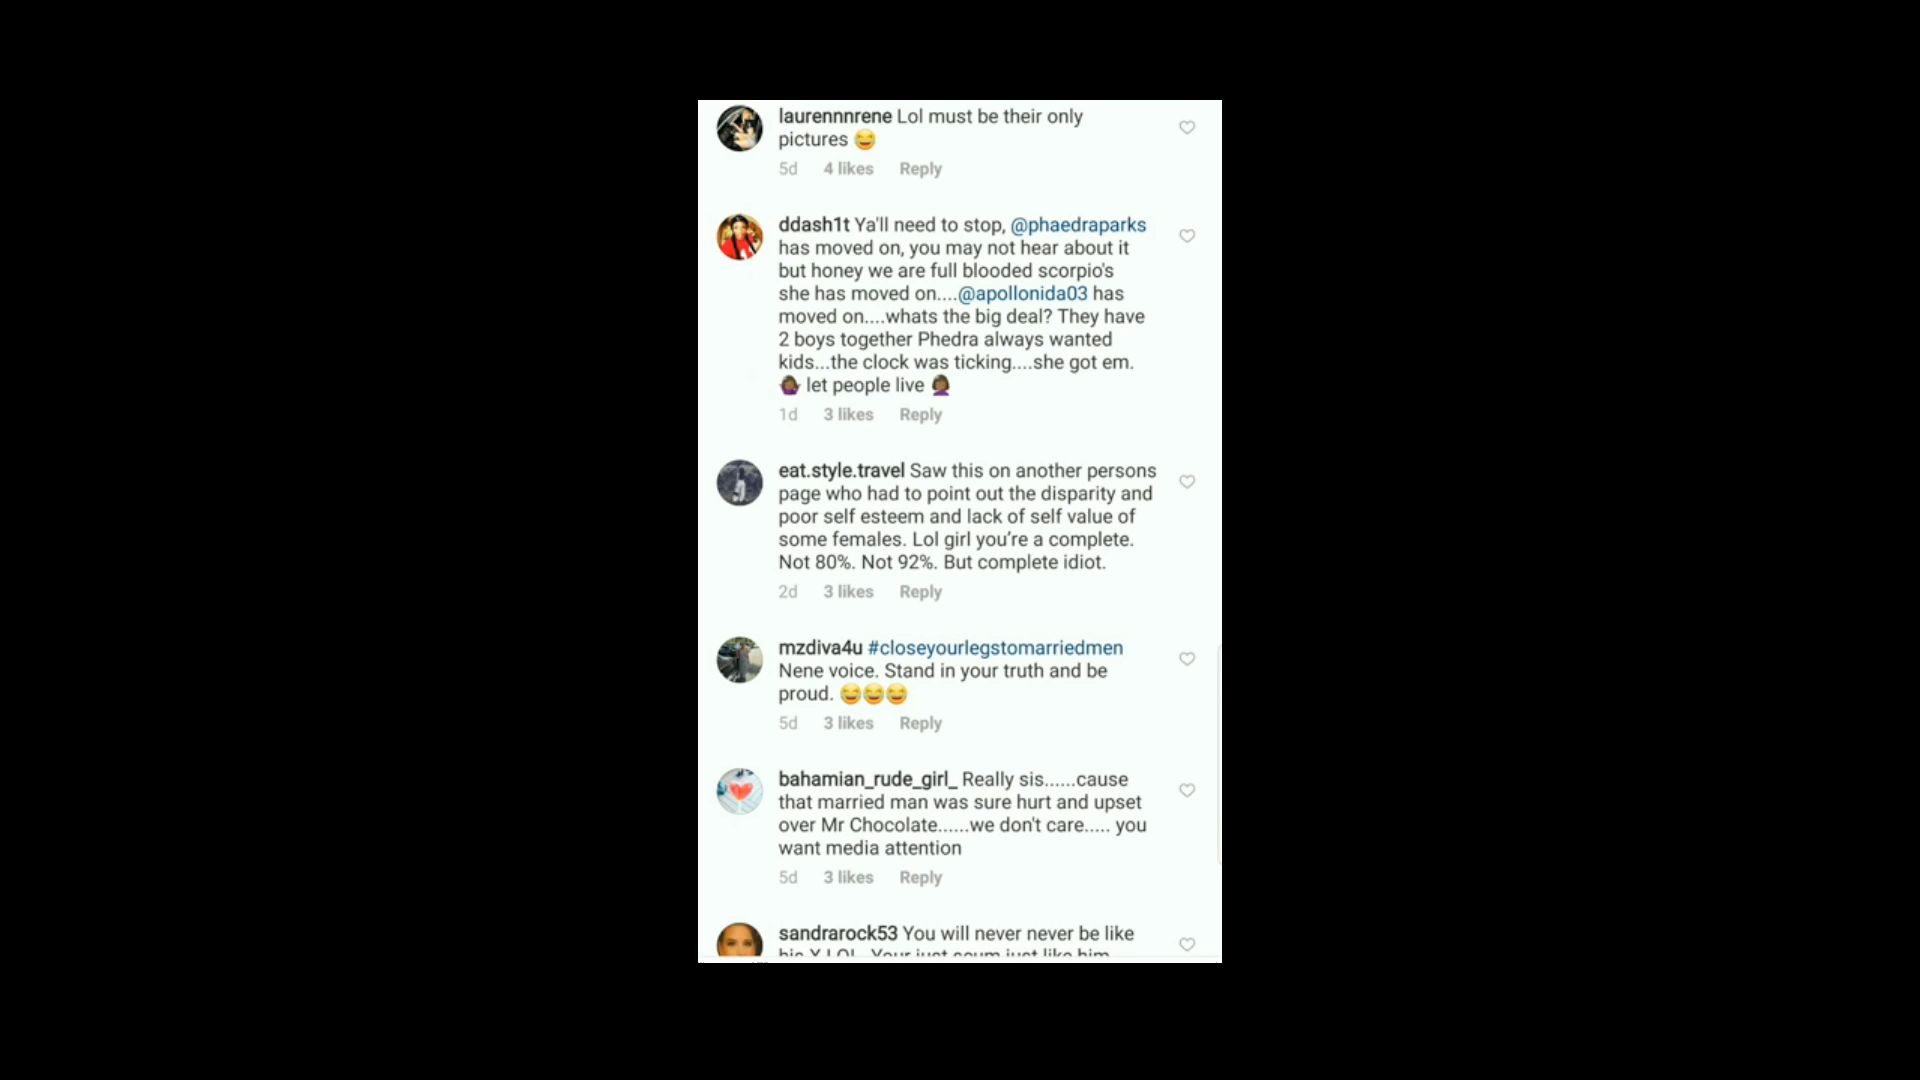 laurennnrene Lol must be their only
pictures 😂
5d 4 likes Reply
ddash1t Ya'll need to stop, @phaedraparks
has moved on, you may not hear about it
but honey we are full blooded scorpio's
she has moved on....@apollonida03 has
moved on....whats the big deal? They have
2 boys together Phedra always wanted
kids...the clock was ticking....she got em.
🤷🏾‍♀️ let people live 🤦🏾‍♀️
1d 3 likes Reply
eat.style.travel Saw this on another persons
page who had to point out the disparity and
poor self esteem and lack of self value of
some females. Lol girl you’re a complete.
Not 80%. Not 92%. But complete idiot.
2d 3 likes Reply
mzdiva4u #closeyourlegstomarriedmen
Nene voice. Stand in your truth and be
proud. 😂😂😂
5d 3 likes Reply
bahamian_rude_girl_ Really sis......cause
that married man was sure hurt and upset
over Mr Chocolate......we don't care..... you
want media attention
5d 3 likes Reply
sandrarock53 You will never never be like
his X LOL. Your just scum just like him